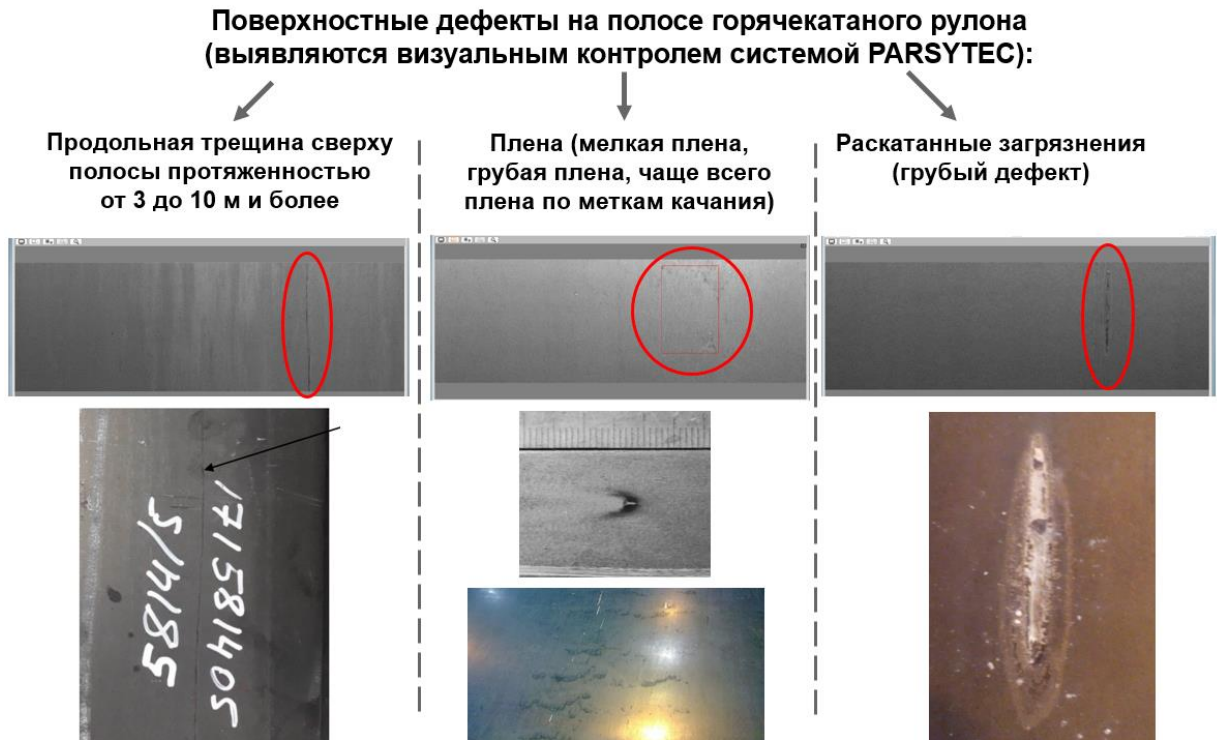 Поверхностные дефекты на полосе горячекатаного рулона
(выявляются визуальным контролем системой PARSYTEC):
Продольная трещина сверху
полосы протяженностью
от 3 до 10 м и более
Плена (мелкая плена,
грубая плена, чаще всего
плена по меткам качания)
Раскатанные загрязнения
(грубый дефект)
5814/5
171581405